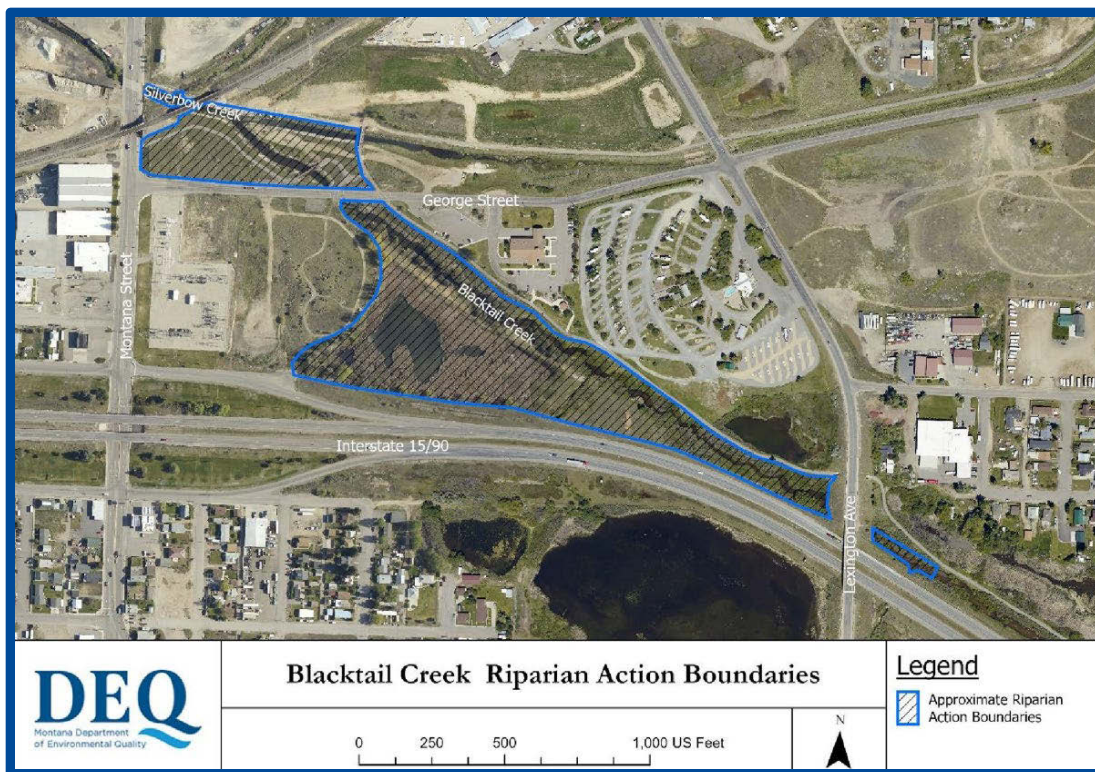 Silverbow Creek
George Street
Montana Street
Blacktail Creek
Interstate 15/90
Lexington Ave
DEQ
Montana Department
of Environmental Quality
Blacktail Creek  Riparian Action Boundaries
0 250 500 1,000 US Feet
N
Legend
Approximate Riparian
Action Boundaries